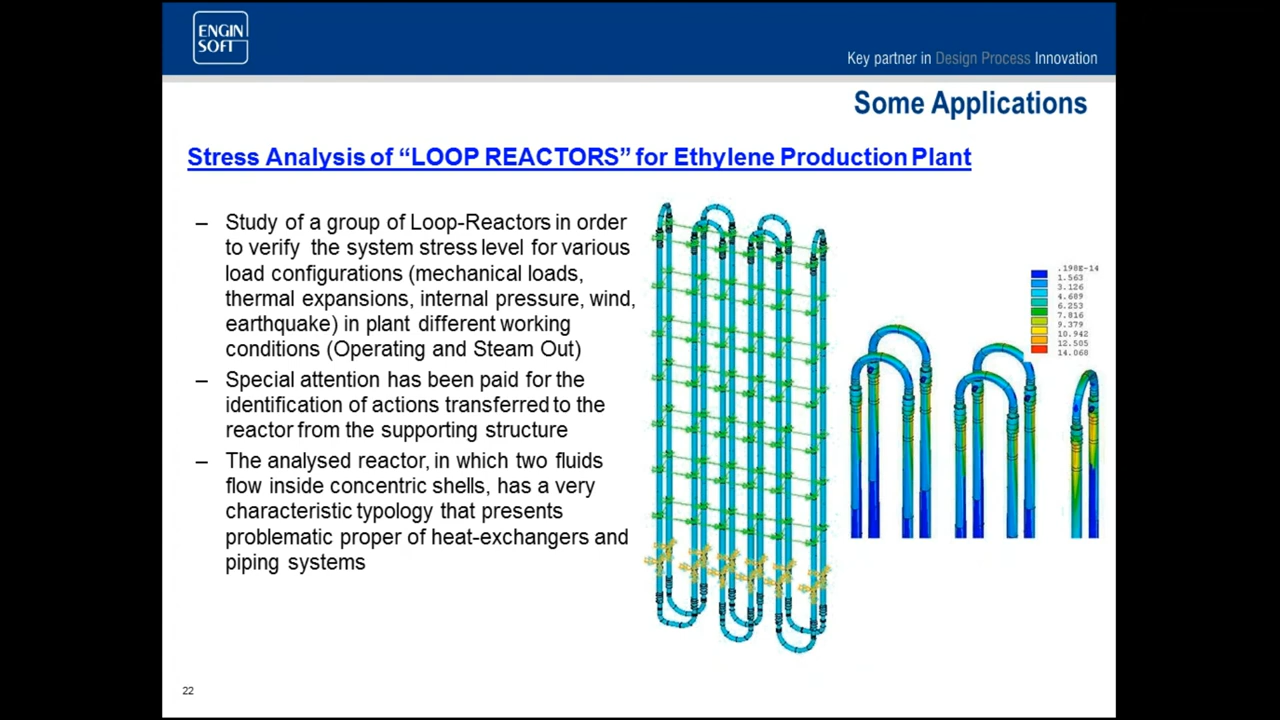 ENGIN
SOFT
Key partner in Design Process Innovation
Some Applications
Stress Analysis of “LOOP REACTORS” for Ethylene Production Plant
– Study of a group of Loop-Reactors in order
to verify the system stress level for various
load configurations (mechanical loads,
thermal expansions, internal pressure, wind,
earthquake) in plant different working
conditions (Operating and Steam Out)
– Special attention has been paid for the
identification of actions transferred to the
reactor from the supporting structure
– The analysed reactor, in which two fluids
flow inside concentric shells, has a very
characteristic typology that presents
problematic proper of heat-exchangers and
piping systems
.198E-14
1.563
3.126
4.689
6.253
7.816
9.379
10.942
12.505
14.068
22